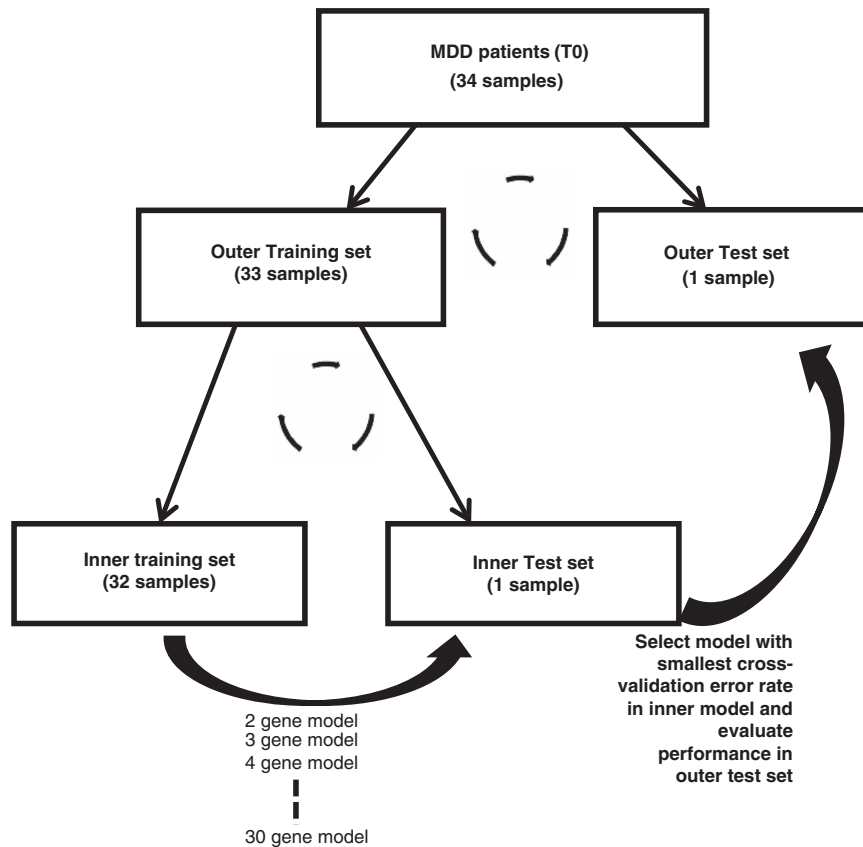 MDD patients (T0)
(34 samples)
Outer Training set
(33 samples)
Outer Test set
(1 sample)
Inner training set
(32 samples)
Inner Test set
(1 sample)
2 gene model
3 gene model
4 gene model
30 gene model
Select model with
smallest cross-
validation error rate
in inner model and
evaluate
performance in
outer test set